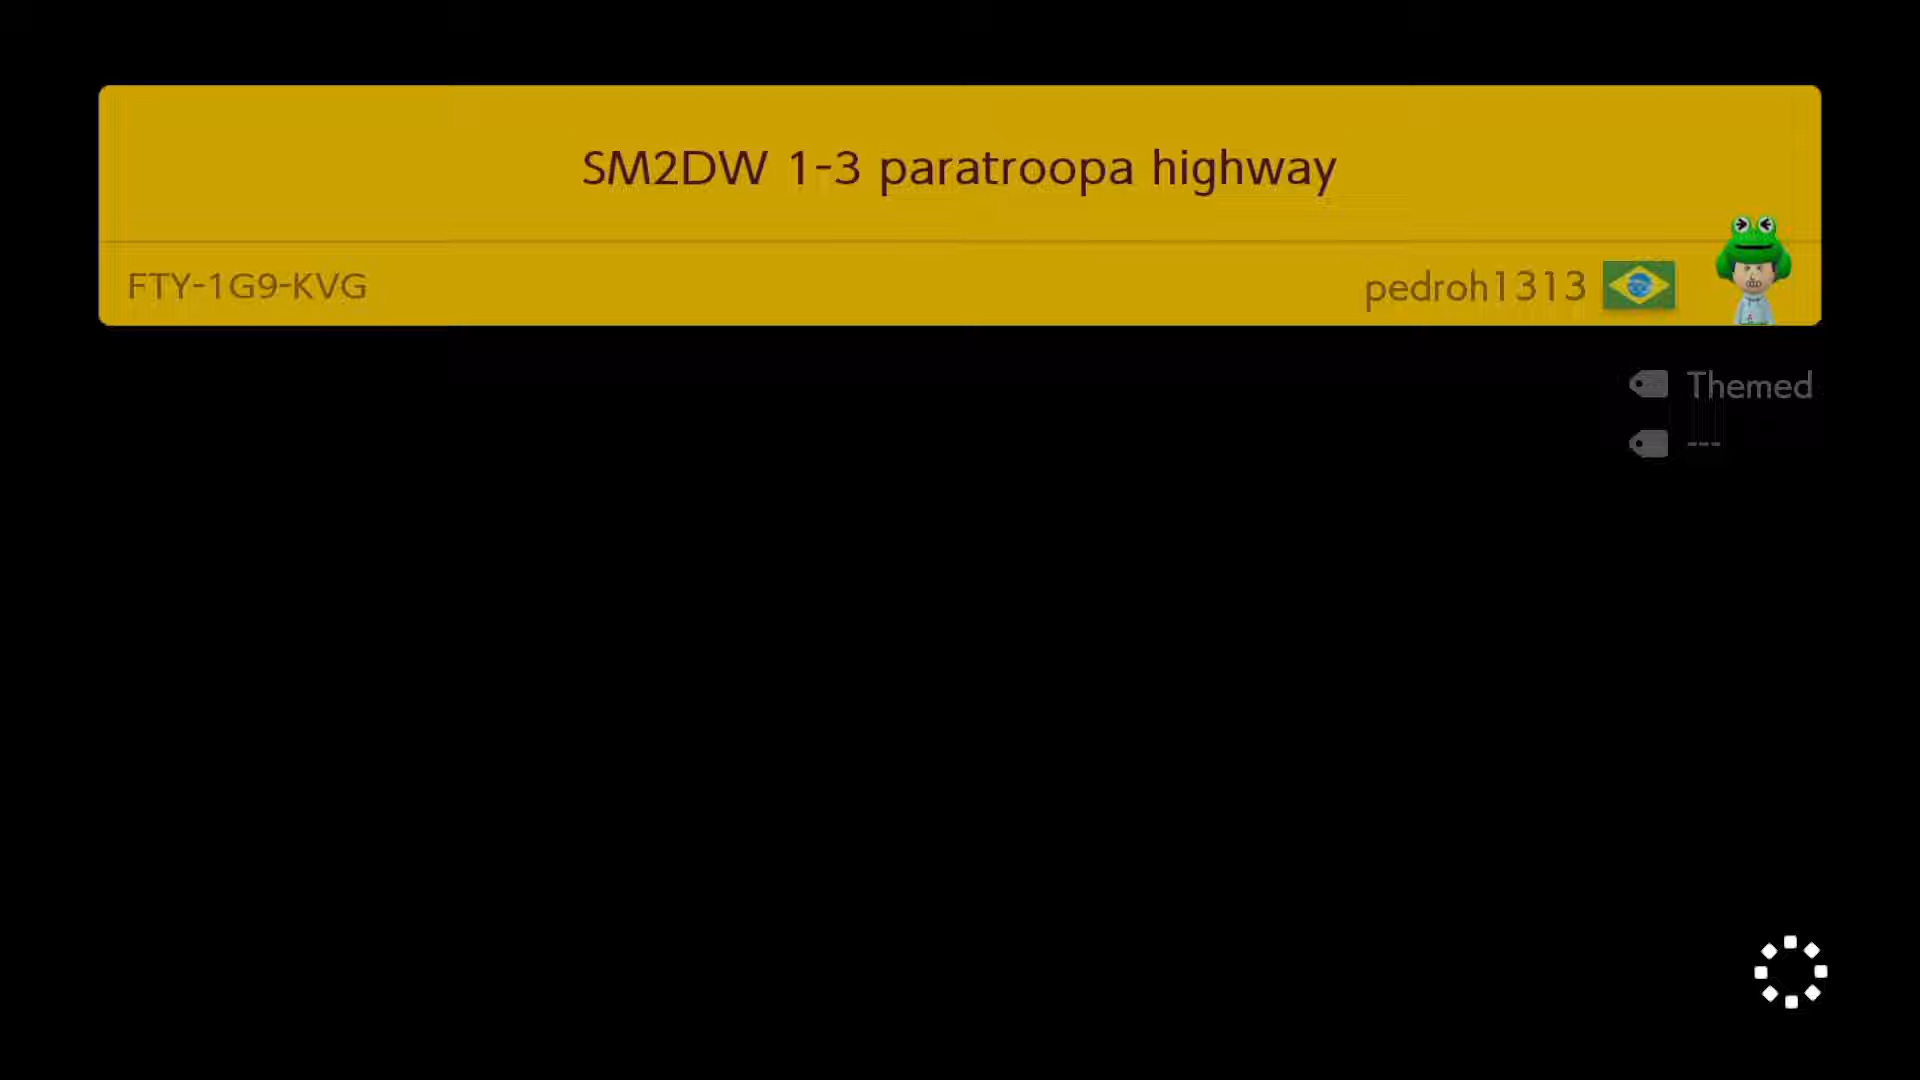 SM2DW 1-3 paratroopa highway
FTY-1G9-KVG
pedroh1313
Themed
---